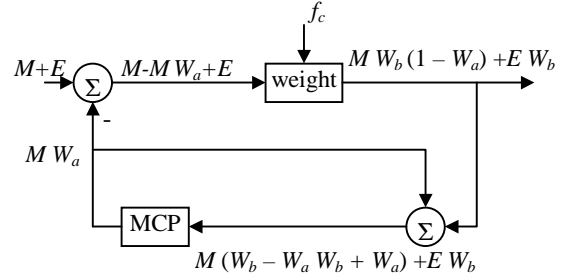 f_c
M+E
Σ
M-M W_a+E
weight
M W_b (1 – W_a) +E W_b
-
M W_a
MCP
Σ
M (W_b – W_a W_b + W_a) +E W_b